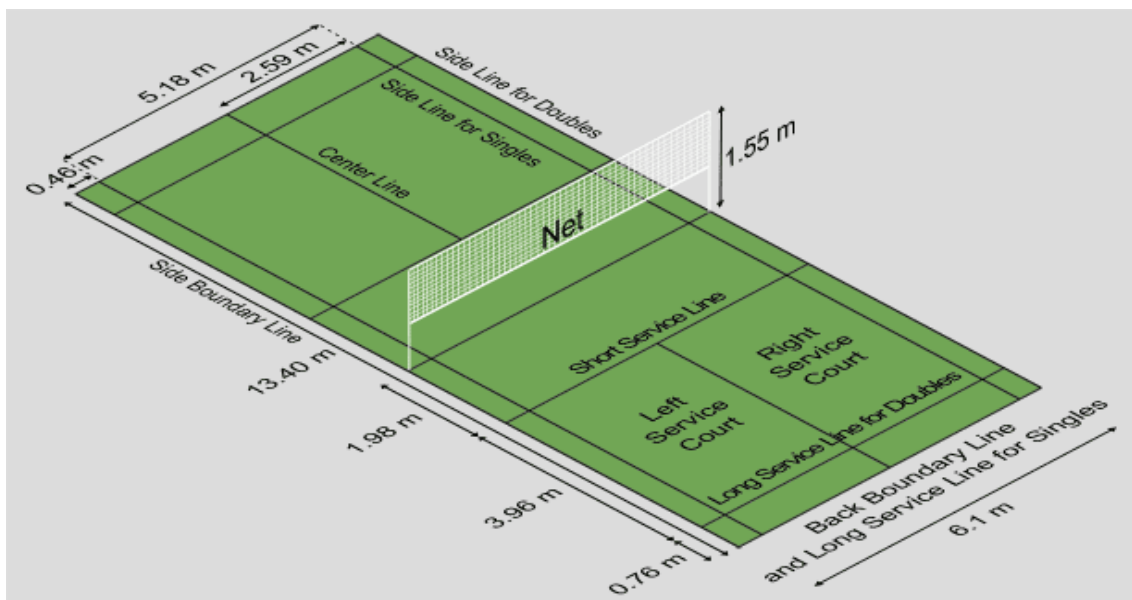 5.18 m
2.59 m
0.46 m
Side Line for Doubles
Side Line for Singles
Center Line
1.55 m
Net
Side Boundary Line
13.40 m
1.98 m
3.96 m
0.76 m
Short Service Line
Right
Service
Court
Left
Service
Court
Long Service Line for Doubles
Back Boundary Line
and Long Service Line for Singles
6.1 m